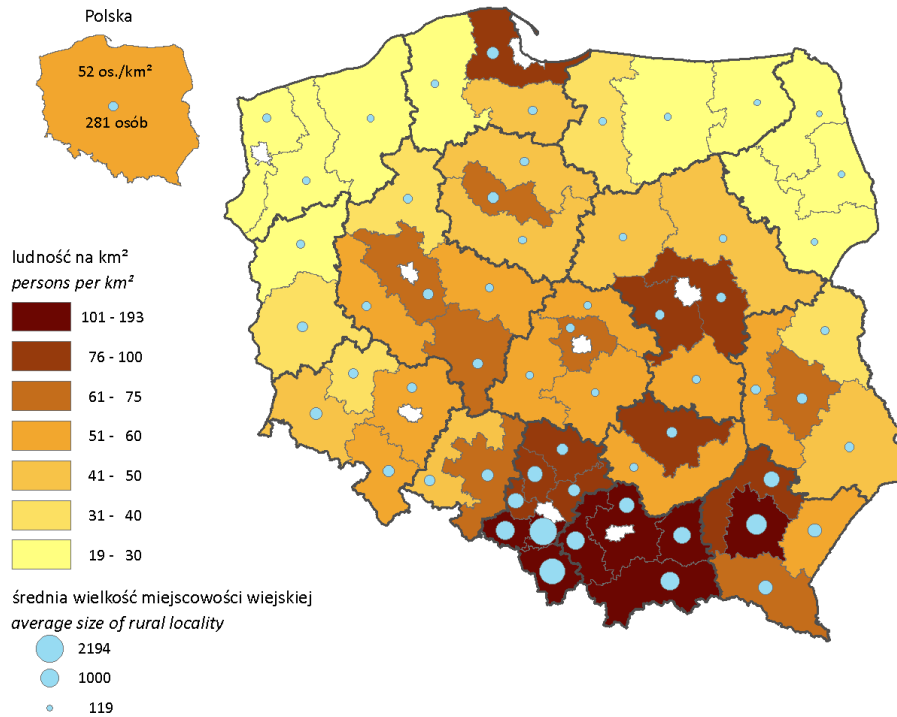 Polska
52 os./km²
281 osób
ludność na km²
persons per km²
101 - 193
76 - 100
61 - 75
51 - 60
41 - 50
31 - 40
19 - 30
średnia wielkość miejscowości wiejskiej
average size of rural locality
2194
1000
119